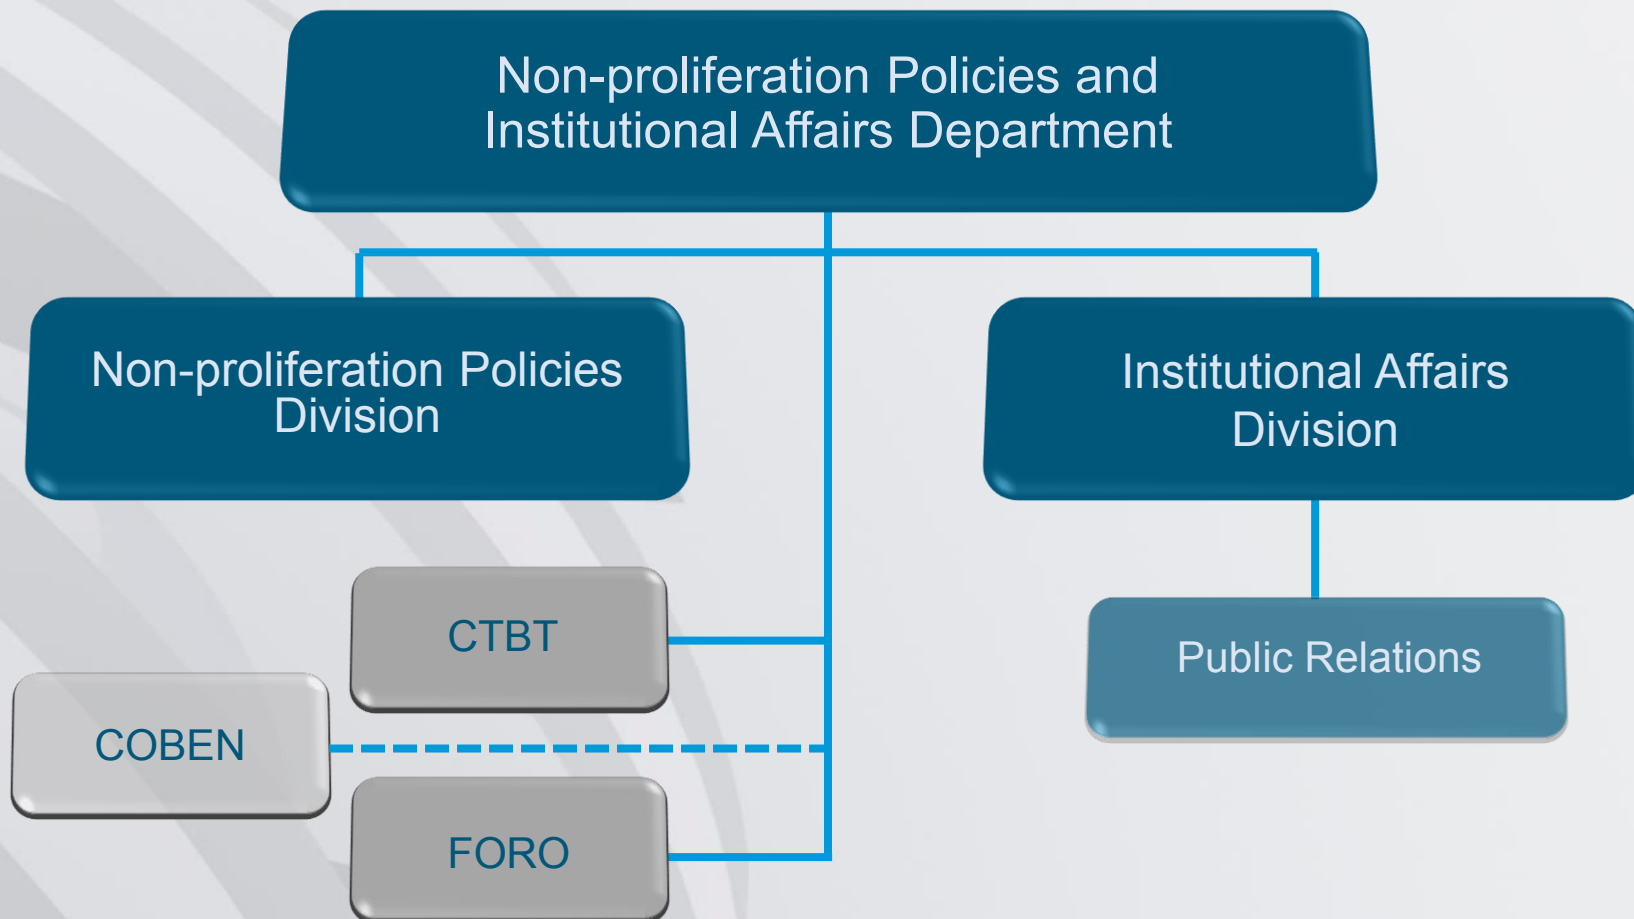 Non-proliferation Policies and
Institutional Affairs Department
Non-proliferation Policies
Division
Institutional Affairs
Division
CTBT
COBEN
FORO
Public Relations